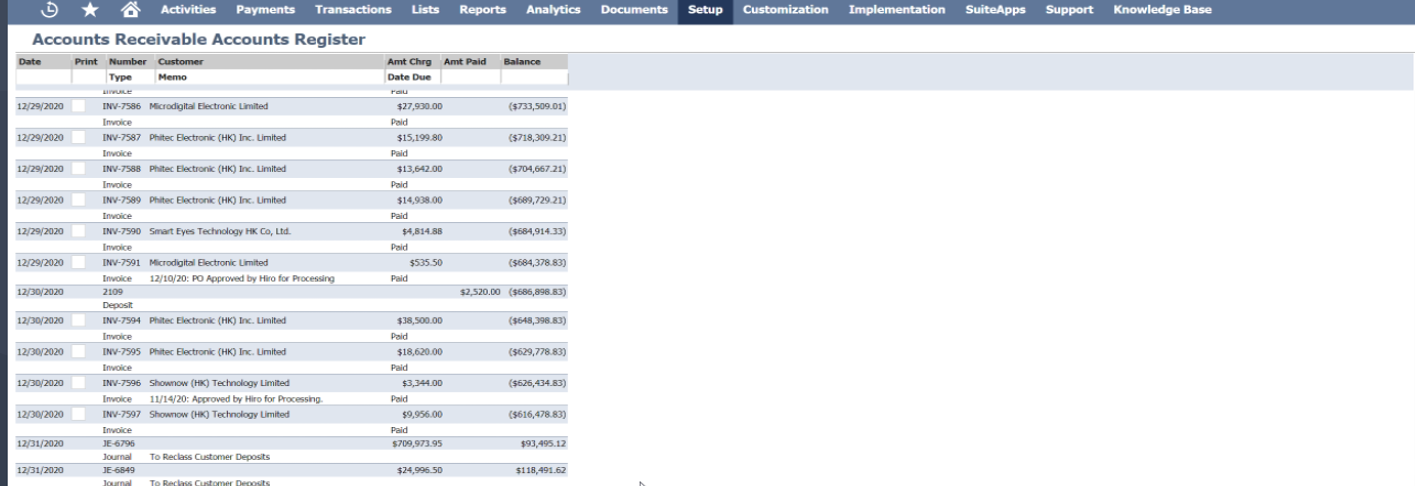 Activities Payments Transactions Lists Reports Analytics Documents Setup Customization Implementation SuiteApps Support Knowledge Base
Accounts Receivable Accounts Register
Date Print Number Customer Amt Chrg Amt Paid Balance
Type Memo Date Due
Invoice Paid
12/29/2020 INV-7586 Microdigital Electronic Limited $27,930.00 ($733,509.01)
Invoice Paid
12/29/2020 INV-7587 Phitec Electronic (HK) Inc. Limited $15,199.80 ($718,309.21)
Invoice Paid
12/29/2020 INV-7588 Phitec Electronic (HK) Inc. Limited $13,642.00 ($704,667.21)
Invoice Paid
12/29/2020 INV-7589 Phitec Electronic (HK) Inc. Limited $14,938.00 ($689,729.21)
Invoice Paid
12/29/2020 INV-7590 Smart Eyes Technology HK Co, Ltd. $4,814.88 ($684,914.33)
Invoice Paid
12/29/2020 INV-7591 Microdigital Electronic Limited $535.50 ($684,378.83)
Invoice 12/10/20: PO Approved by Hiro for Processing Paid
12/30/2020 2109 $2,520.00 ($686,898.83)
Deposit
12/30/2020 INV-7594 Phitec Electronic (HK) Inc. Limited $38,500.00 ($648,398.83)
Invoice Paid
12/30/2020 INV-7595 Phitec Electronic (HK) Inc. Limited $18,620.00 ($629,778.83)
Invoice Paid
12/30/2020 INV-7596 Shownow (HK) Technology Limited $3,344.00 ($626,434.83)
Invoice 11/14/20: Approved by Hiro for Processing. Paid
12/30/2020 INV-7597 Shownow (HK) Technology Limited $9,956.00 ($616,478.83)
Invoice Paid
12/31/2020 JE-6796 $709,973.95 $93,495.12
Journal To Reclass Customer Deposits
12/31/2020 JE-6849 $24,996.50 $118,491.62
Journal To Reclass Customer Deposits